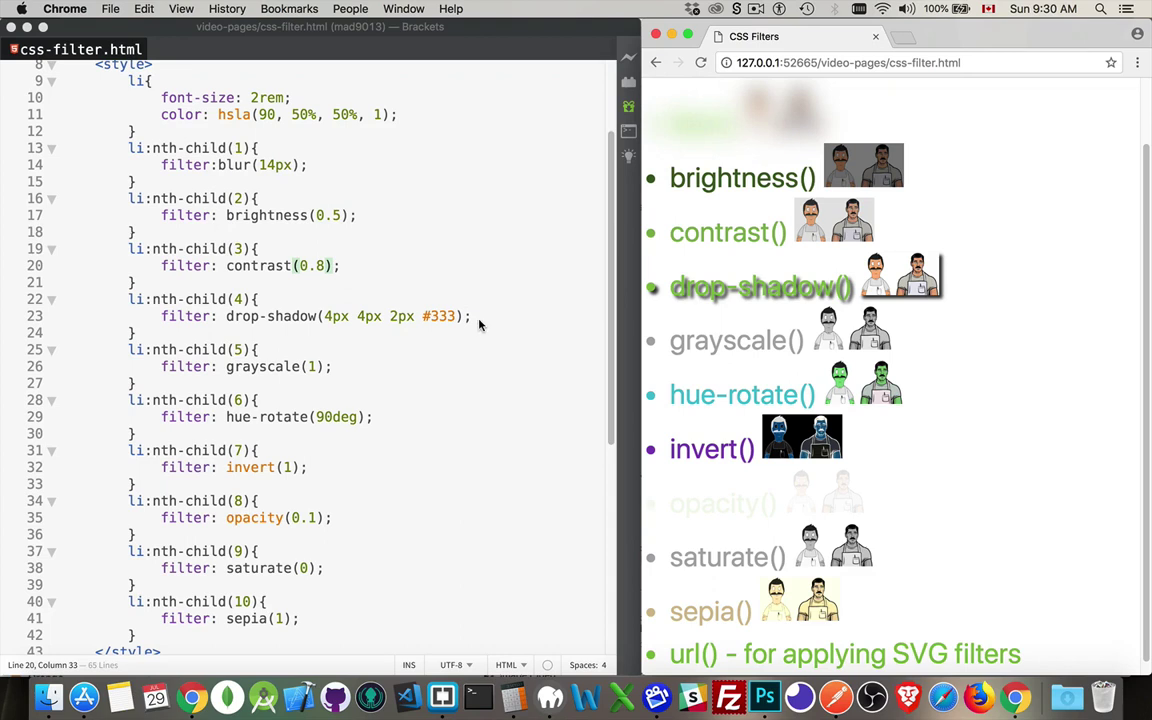 Chrome File Edit View History Bookmarks People Window Help 100% Sun 9:30 AM
video-pages/css-filter.html (mad9013) — Brackets
css-filter.html
8 <style>
9 li{
10 font-size: 2rem;
11 color: hsla(90, 50%, 50%, 1);
12 }
13 li:nth-child(1){
14 filter:blur(14px);
15 }
16 li:nth-child(2){
17 filter: brightness(0.5);
18 }
19 li:nth-child(3){
20 filter: contrast(0.8);
21 }
22 li:nth-child(4){
23 filter: drop-shadow(4px 4px 2px #333);
24 }
25 li:nth-child(5){
26 filter: grayscale(1);
27 }
28 li:nth-child(6){
29 filter: hue-rotate(90deg);
30 }
31 li:nth-child(7){
32 filter: invert(1);
33 }
34 li:nth-child(8){
35 filter: opacity(0.1);
36 }
37 li:nth-child(9){
38 filter: saturate(0);
39 }
40 li:nth-child(10){
41 filter: sepia(1);
42 }
43 </style>
Line 20, Column 33 — 65 Lines INS UTF-8 HTML Spaces: 4
CSS Filters
127.0.0.1:52665/video-pages/css-filter.html
brightness()
contrast()
drop-shadow()
grayscale()
hue-rotate()
invert()
opacity()
saturate()
sepia()
url() - for applying SVG filters
JUL
29
Ps